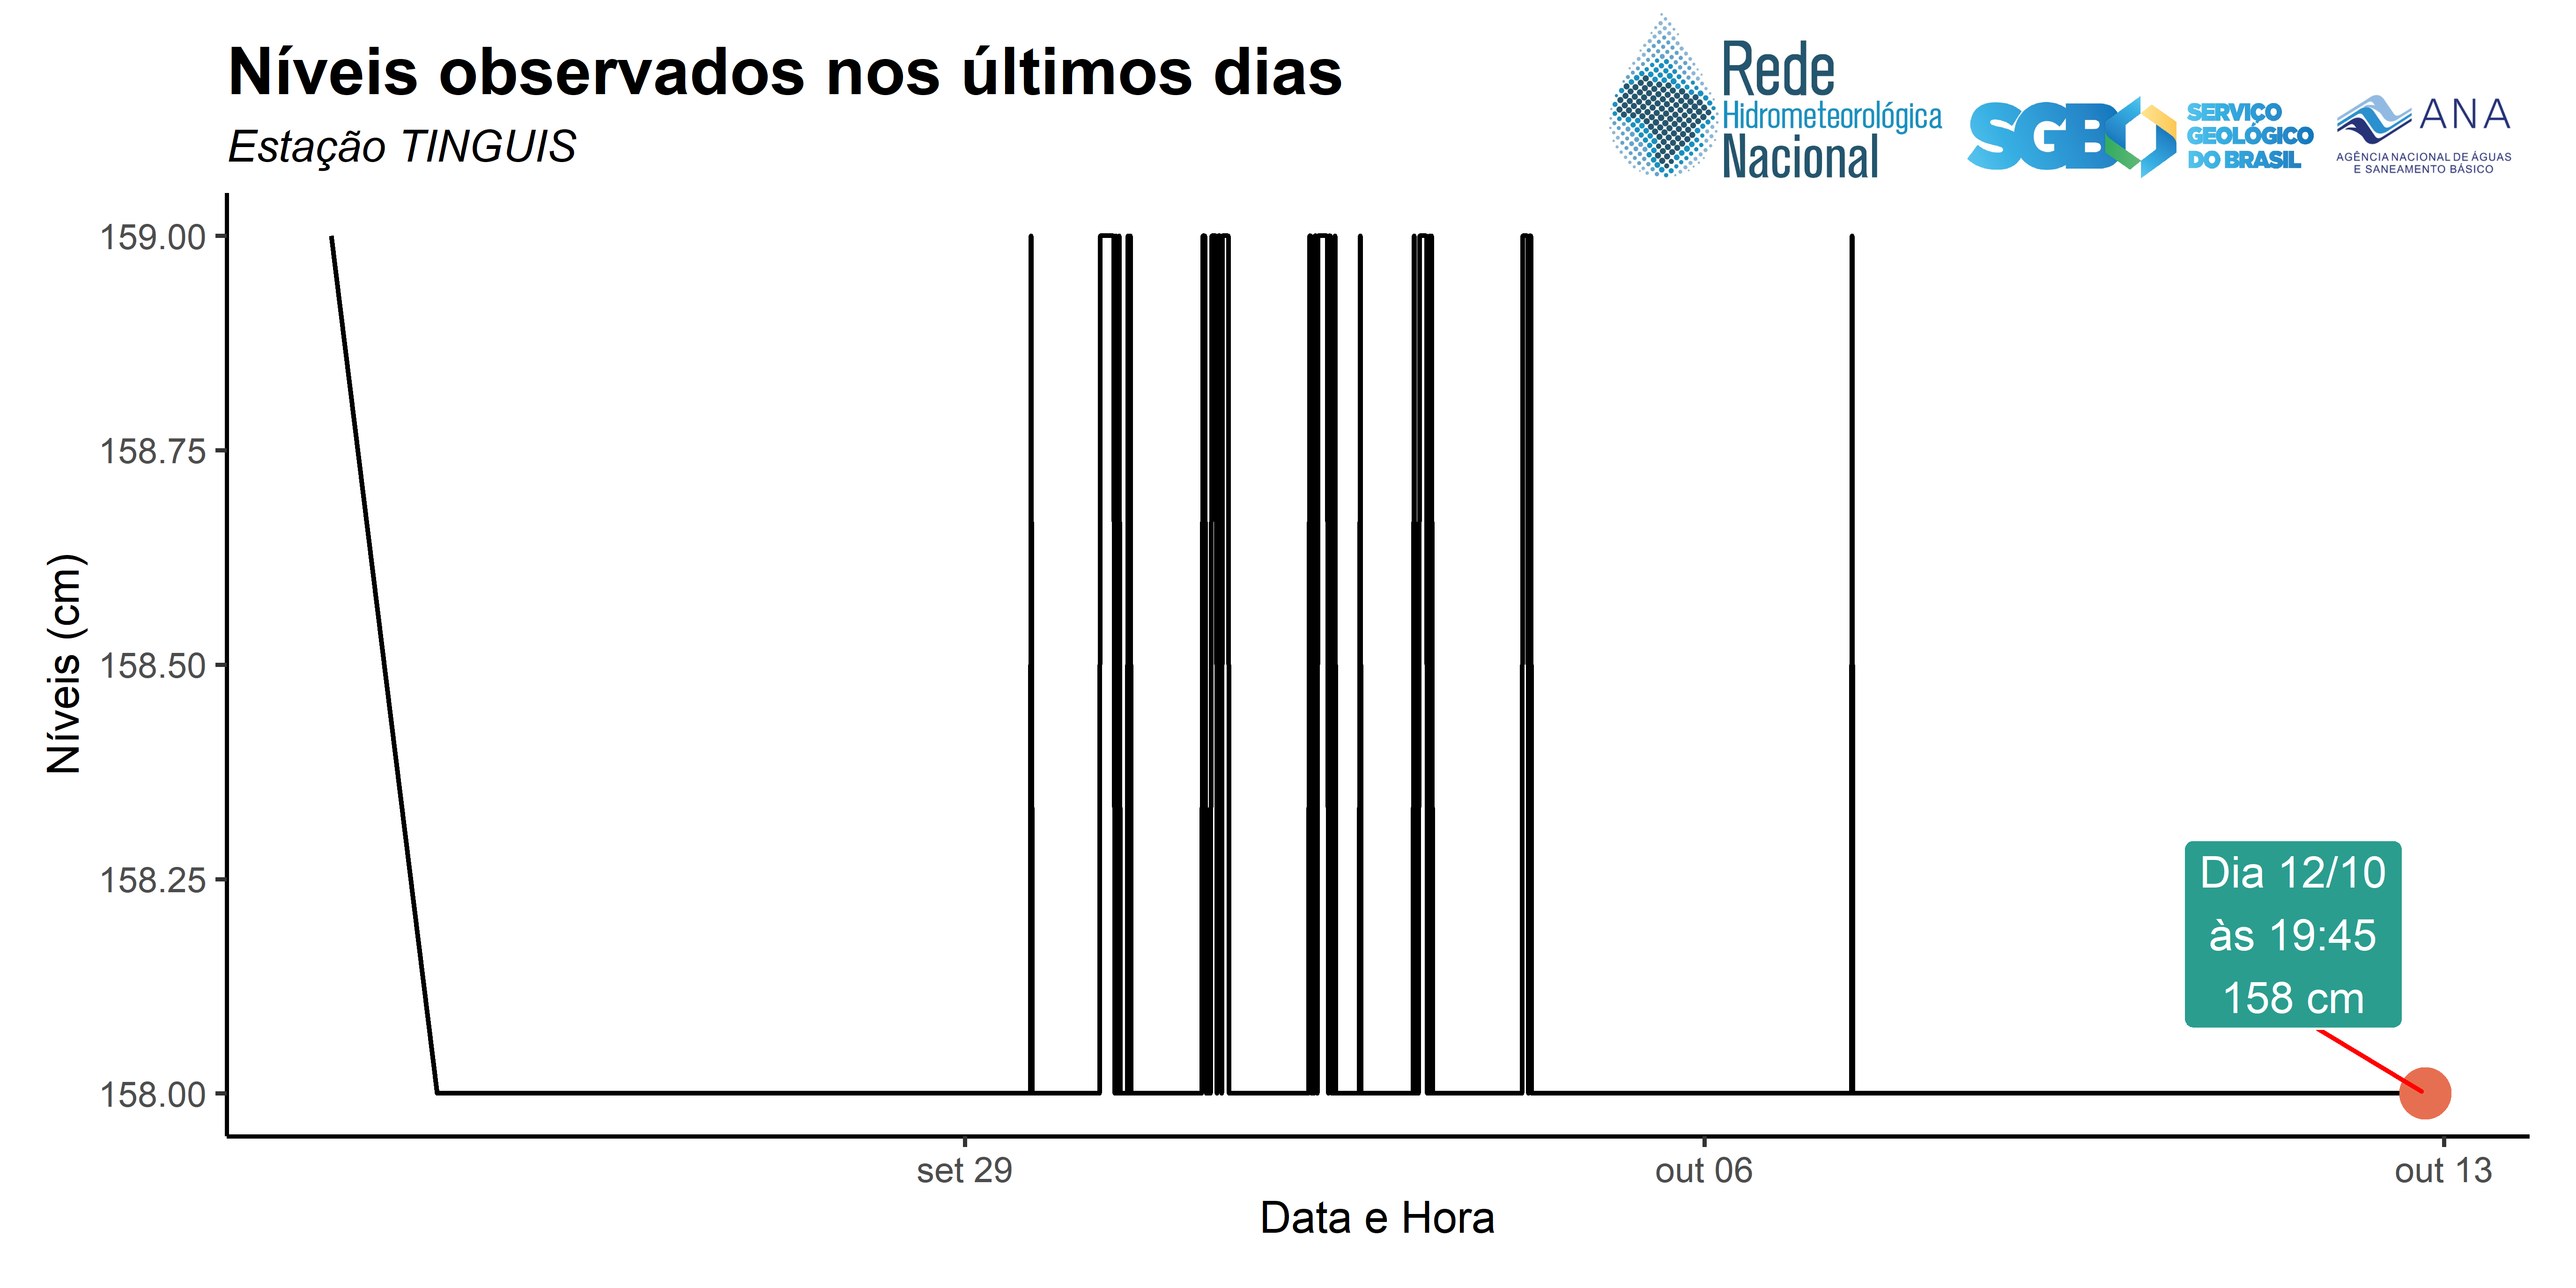 Níveis observados nos últimos dias
Estação TINGUIS
Rede
Hidrometeorológica
Nacional
SGB
SERVIÇO
GEOLÓGICO
DO BRASIL
ANA
AGÊNCIA NACIONAL DE ÁGUAS
E SANEAMENTO BÁSICO
Níveis (cm)
159.00
158.75
158.50
158.25
158.00
Dia 12/10
às 19:45
158 cm
set 29
out 06
out 13
Data e Hora